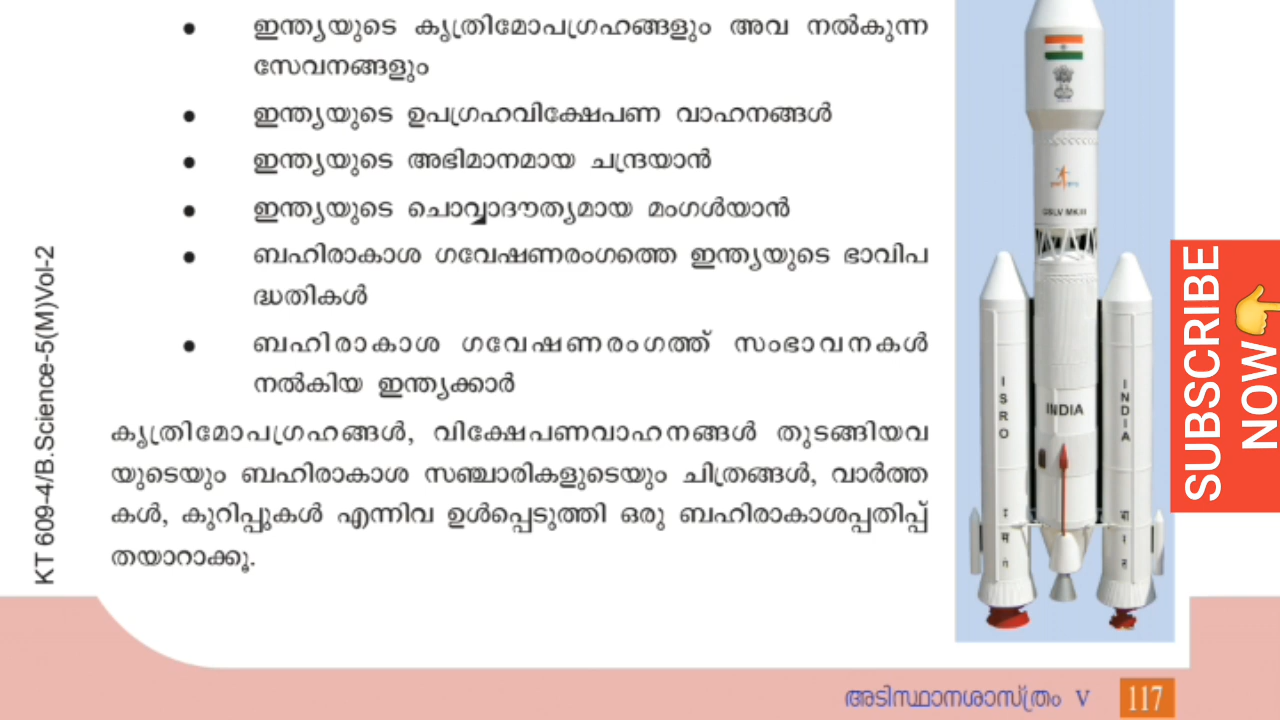 • ഇന്ത്യയുടെ കൃത്രിമോപഗ്രഹങ്ങളും അവ നൽകുന്ന
സേവനങ്ങളും
• ഇന്ത്യയുടെ ഉപഗ്രഹവിക്ഷേപണ വാഹനങ്ങൾ
• ഇന്ത്യയുടെ അഭിമാനമായ ചന്ദ്രയാൻ
• ഇന്ത്യയുടെ ചൊവ്വാദൗത്യമായ മംഗൾയാൻ
• ബഹിരാകാശ ഗവേഷണരംഗത്തെ ഇന്ത്യയുടെ ഭാവിപ
ദ്ധതികൾ
• ബഹിരാകാശ ഗവേഷണരംഗത്ത് സംഭാവനകൾ
നൽകിയ ഇന്ത്യക്കാർ
കൃത്രിമോപഗ്രഹങ്ങൾ, വിക്ഷേപണവാഹനങ്ങൾ തുടങ്ങിയവ
യുടെയും ബഹിരാകാശ സഞ്ചാരികളുടെയും ചിത്രങ്ങൾ, വാർത്ത
കൾ, കുറിപ്പുകൾ എന്നിവ ഉൾപ്പെടുത്തി ഒരു ബഹിരാകാശപ്പതിപ്പ്
തയാറാക്കൂ.
KT 609-4/B.Science-5(M)Vol-2
GSLV MKIII
ISRO
INDIA
INDIA
SUBSCRIBE
NOW
അടിസ്ഥാനശാസ്ത്രം V
117